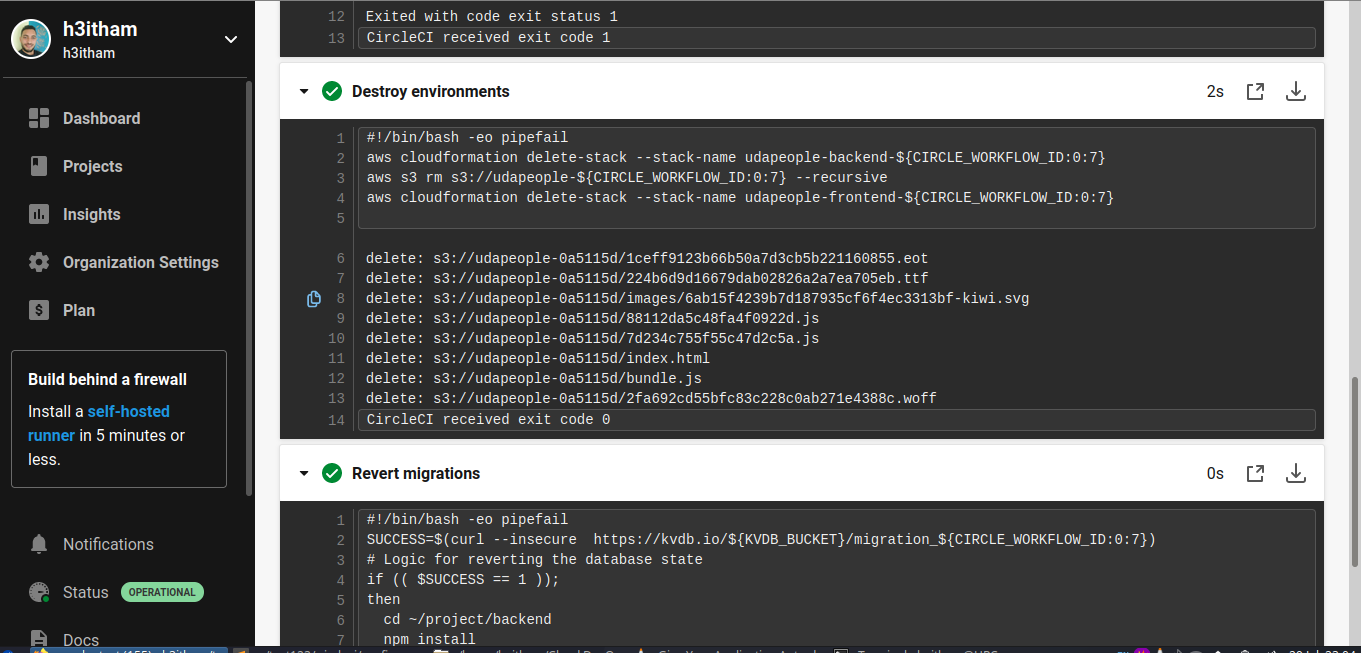 h3itham
h3itham
Dashboard
Projects
Insights
Organization Settings
$ Plan
Build behind a firewall
Install a self-hosted
runner in 5 minutes or
less.
Notifications
Status OPERATIONAL
Docs
12 Exited with code exit status 1
13 CircleCI received exit code 1
Destroy environments 2s
1 #!/bin/bash -eo pipefail
2 aws cloudformation delete-stack --stack-name udapeople-backend-${CIRCLE_WORKFLOW_ID:0:7}
3 aws s3 rm s3://udapeople-${CIRCLE_WORKFLOW_ID:0:7} --recursive
4 aws cloudformation delete-stack --stack-name udapeople-frontend-${CIRCLE_WORKFLOW_ID:0:7}
5
6 delete: s3://udapeople-0a5115d/1ceff9123b66b50a7d3cb5b221160855.eot
7 delete: s3://udapeople-0a5115d/224b6d9d16679dab02826a2a7ea705eb.ttf
8 delete: s3://udapeople-0a5115d/images/6ab15f4239b7d187935cf6f4ec3313bf-kiwi.svg
9 delete: s3://udapeople-0a5115d/88112da5c48fa4f0922d.js
10 delete: s3://udapeople-0a5115d/7d234c755f55c47d2c5a.js
11 delete: s3://udapeople-0a5115d/index.html
12 delete: s3://udapeople-0a5115d/bundle.js
13 delete: s3://udapeople-0a5115d/2fa692cd55bfc83c228c0ab271e4388c.woff
14 CircleCI received exit code 0
Revert migrations 0s
1 #!/bin/bash -eo pipefail
2 SUCCESS=$(curl --insecure  https://kvdb.io/${KVDB_BUCKET}/migration_${CIRCLE_WORKFLOW_ID:0:7})
3 # Logic for reverting the database state
4 if (( $SUCCESS == 1 ));
5 then
6   cd ~/project/backend
7   npm install